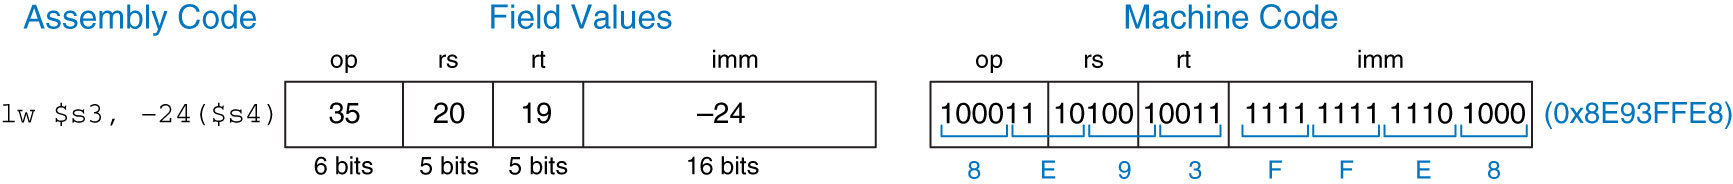 Assembly Code Field Values Machine Code
op rs rt imm op rs rt imm
lw $s3, –24($s4) 35 20 19 –24 100011 10100 10011 1111 1111 1110 1000 (0x8E93FFE8)
6 bits 5 bits 5 bits 16 bits 8 E 9 3 F F E 8